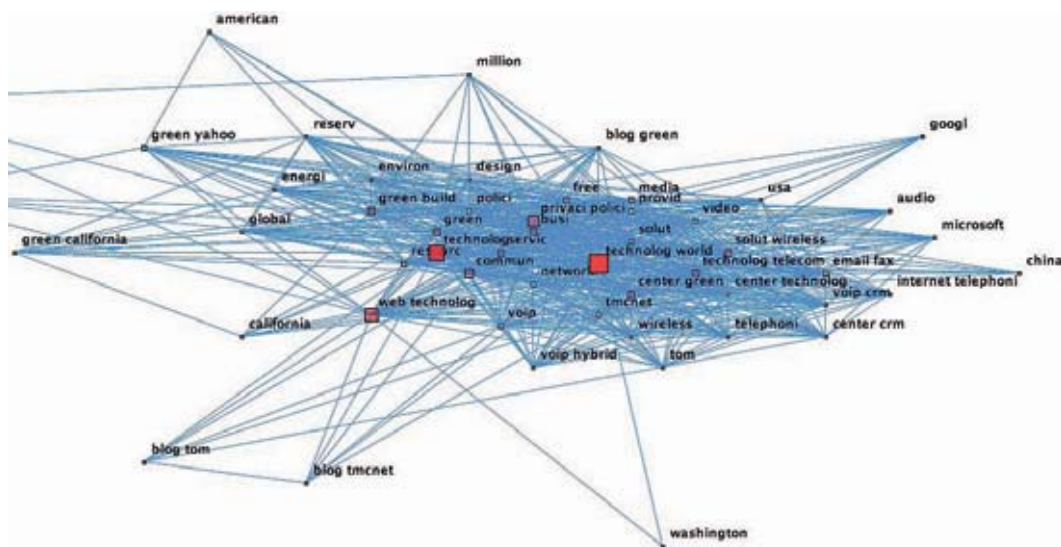 american
million
green yahoo
reserv
blog green
googl
energi
environ
design
free
media
usa
green build
polici
privaci polici
provid
video
audio
global
green
busi
solut
microsoft
green california
technologservic
technolog world
solut wireless
commun
technolog telecom
email fax
china
network
center green
center technolog
internet telephoni
web technolog
tmcnet
voip crm
california
voip
wireless
telephoni
center crm
voip hybrid
tom
blog tom
blog tmcnet
washington